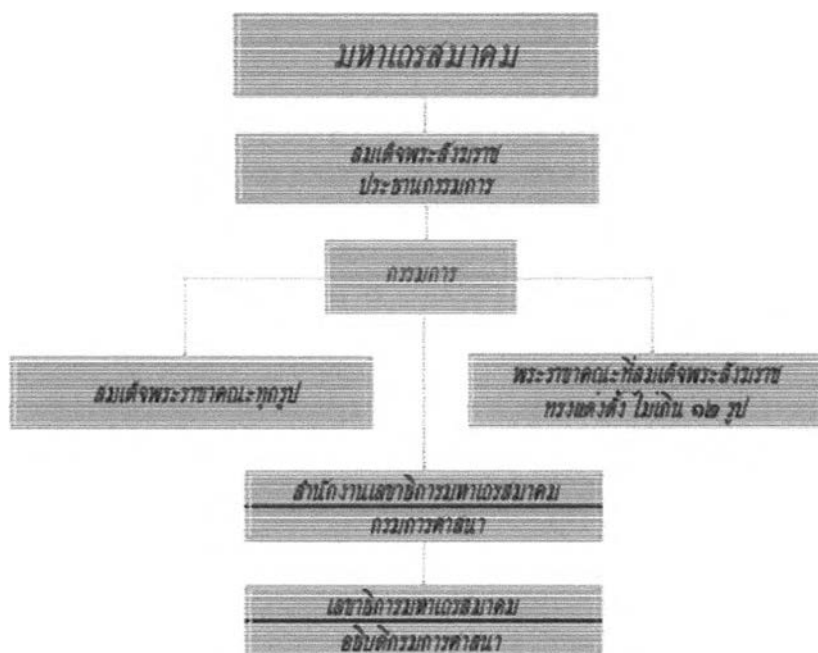 มหาเถรสมาคม
สมเด็จพระสังฆราช
ประธานกรรมการ
กรรมการ
สมเด็จพระราชาคณะทุกรูป
พระราชาคณะที่สมเด็จพระสังฆราช
ทรงแต่งตั้ง ไม่เกิน ๑๒ รูป
สำนักงานเลขาธิการมหาเถรสมาคม
กรมการศาสนา
เลขาธิการมหาเถรสมาคม
อธิบดีกรมการศาสนา